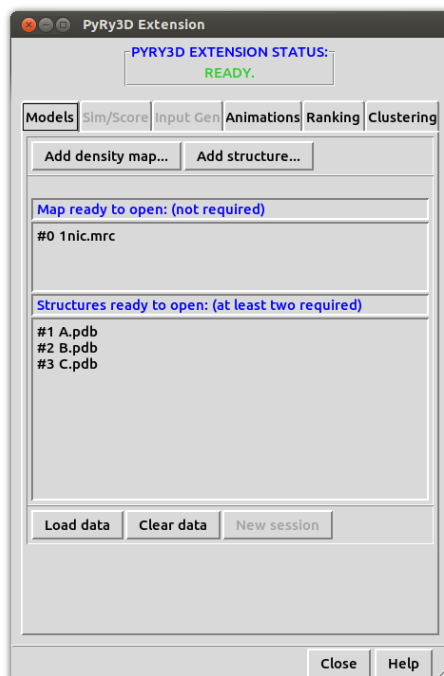 PyRy3D Extension
PYRY3D EXTENSION STATUS:
READY.
Models Sim/Score Input Gen Animations Ranking Clustering
Add density map... Add structure...
Map ready to open: (not required)
#0 1nic.mrc
Structures ready to open: (at least two required)
#1 A.pdb
#2 B.pdb
#3 C.pdb
Load data Clear data New session
Close Help